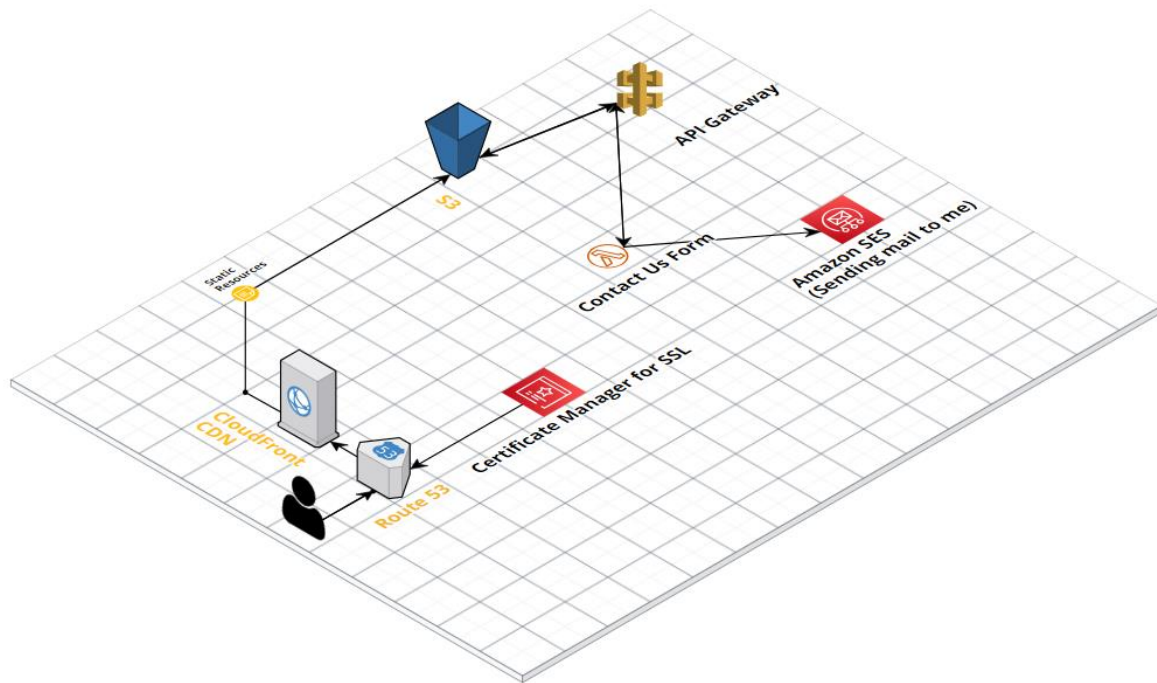 API Gateway
S3
Static
Resources
Contact Us Form
Amazon SES
(Sending mail to me)
Certificate Manager for SSL
CloudFront
CDN
53
Route 53